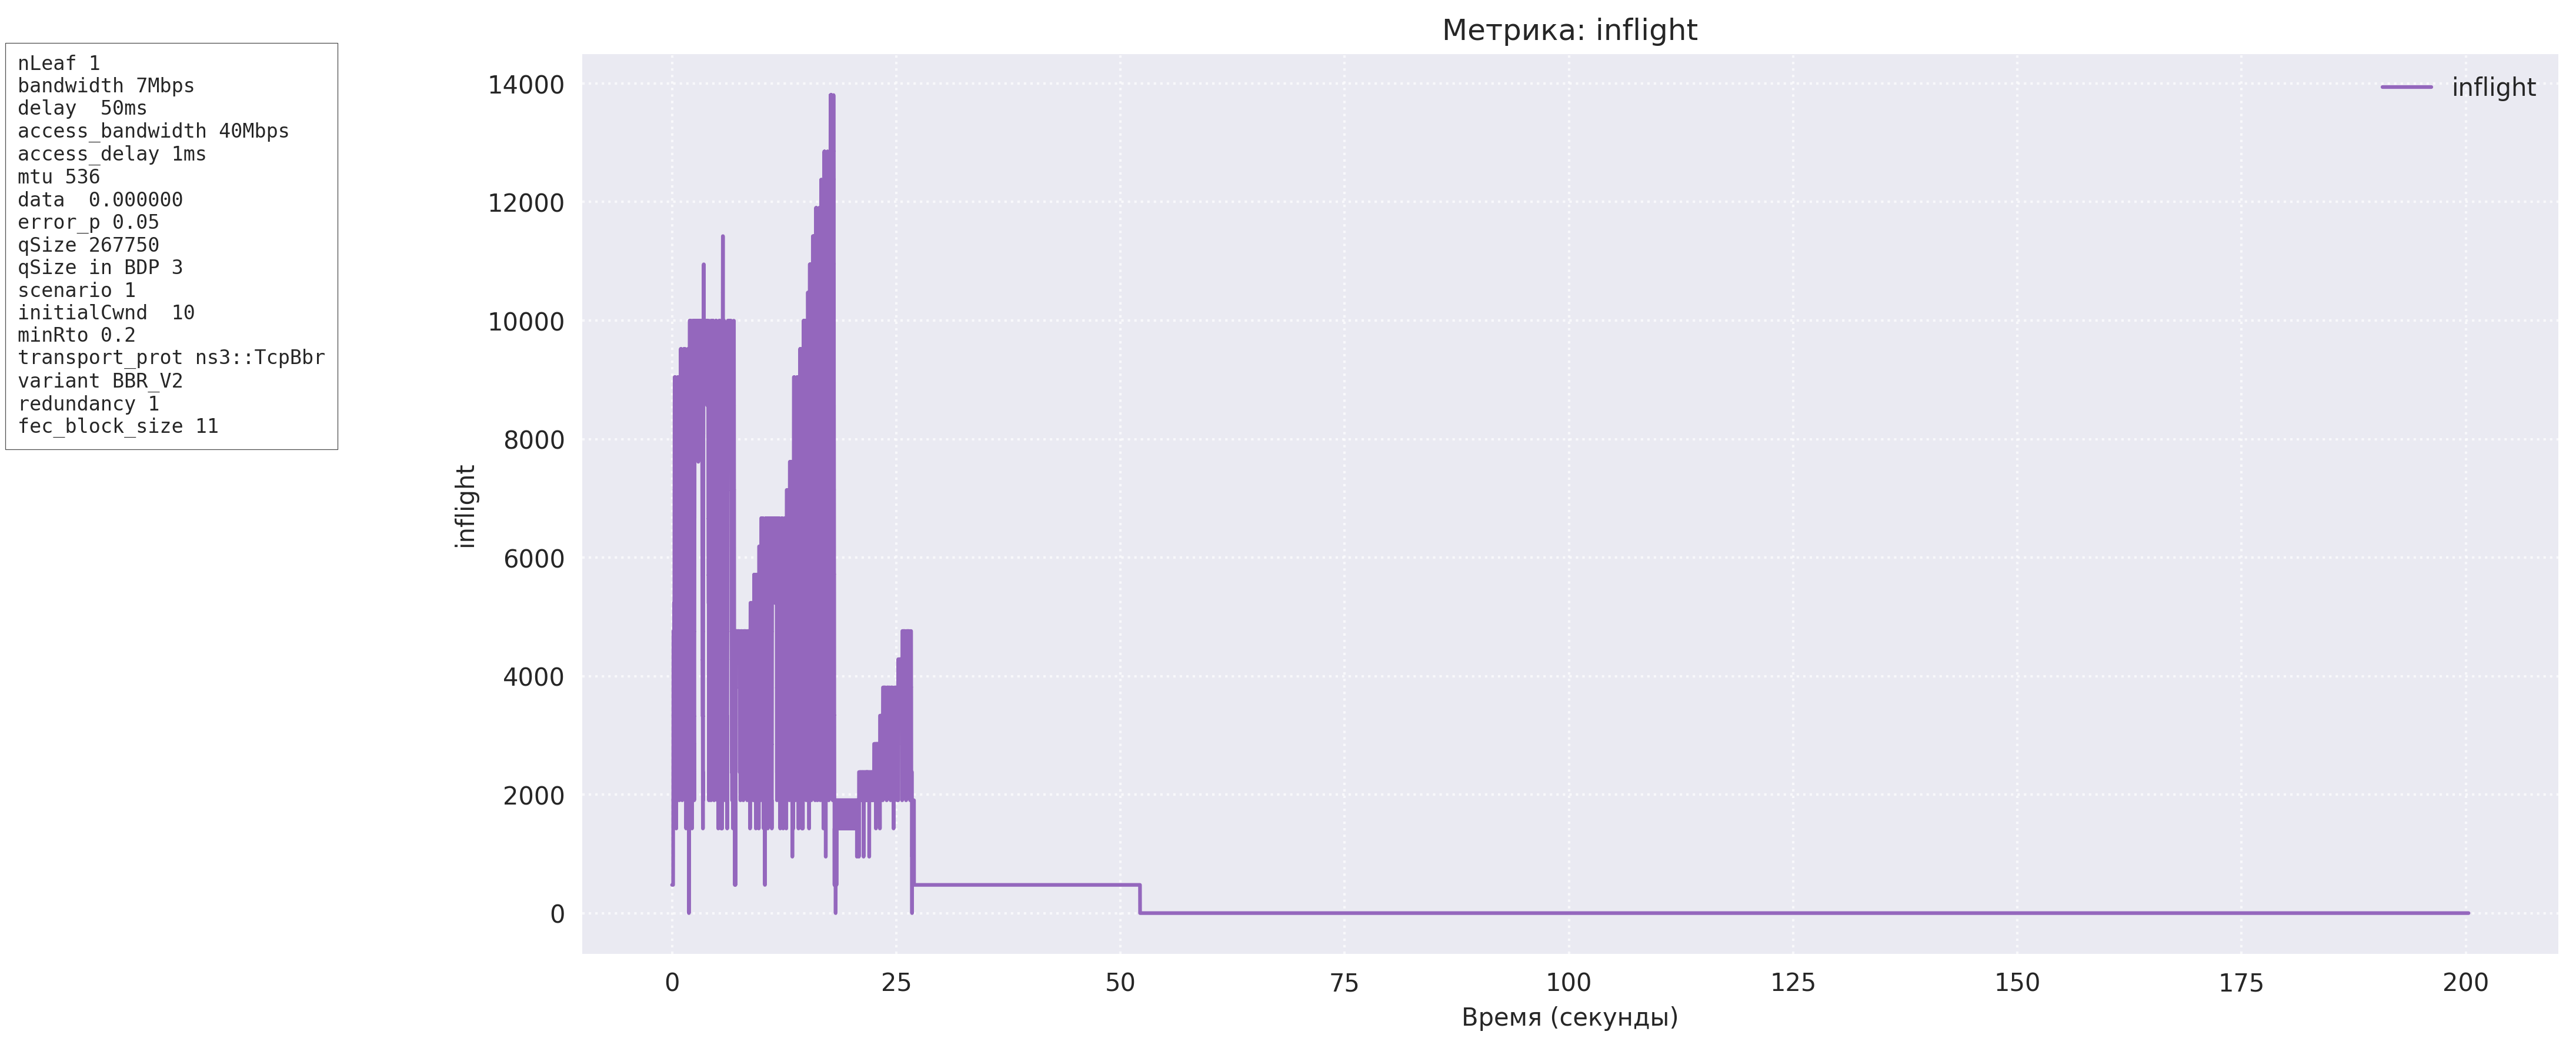 Метрика: inflight
nLeaf 1
bandwidth 7Mbps
delay  50ms
access_bandwidth 40Mbps
access_delay 1ms
mtu 536
data  0.000000
error_p 0.05
qSize 267750
qSize in BDP 3
scenario 1
initialCwnd  10
minRto 0.2
transport_prot ns3::TcpBbr
variant BBR_V2
redundancy 1
fec_block_size 11
inflight
14000
12000
10000
8000
6000
4000
2000
0
inflight
0 25 50 75 100 125 150 175 200
Время (секунды)